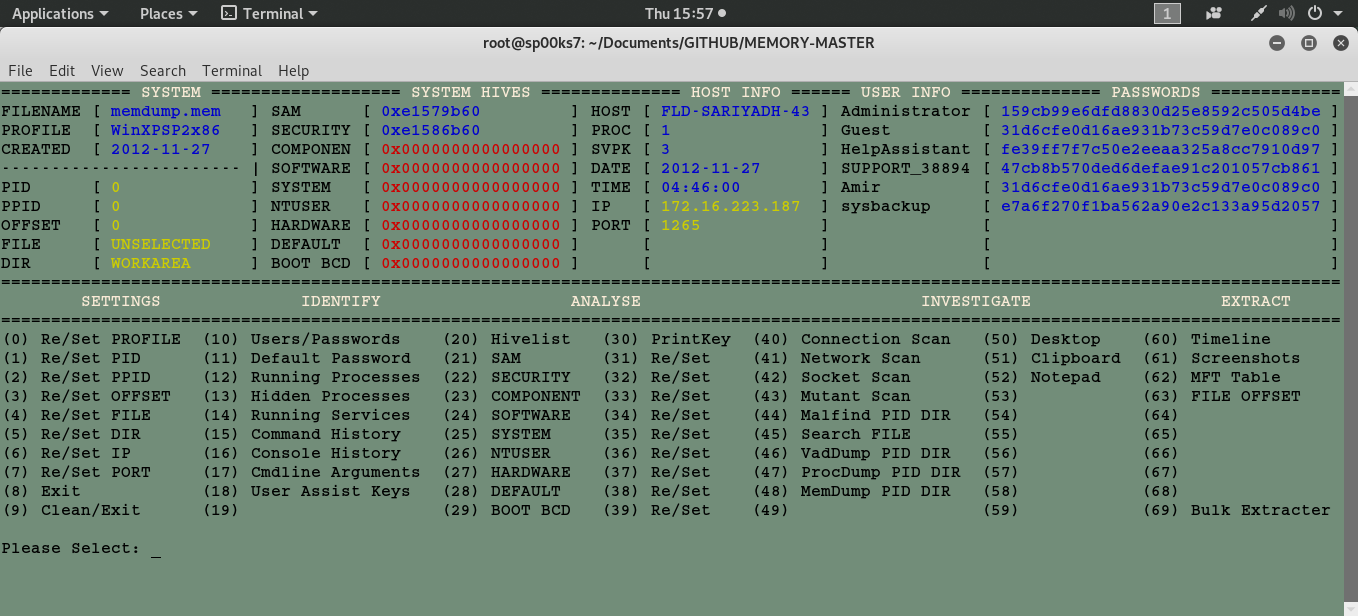 Applications Places Terminal Thu 15:57 1
root@sp00ks7: ~/Documents/GITHUB/MEMORY-MASTER
File Edit View Search Terminal Help
============= SYSTEM =================== SYSTEM HIVES =============== HOST INFO ====== USER INFO ============== PASSWORDS ==============
FILENAME [ memdump.mem ] SAM [ 0xe1579b60 ] HOST [ FLD-SARIYADH-43 ] Administrator [ 159cb99e6dfd8830d25e8592c505d4be ]
PROFILE [ WinXPSP2x86 ] SECURITY [ 0xe1586b60 ] PROC [ 1 ] Guest [ 31d6cfe0d16ae931b73c59d7e0c089c0 ]
CREATED [ 2012-11-27 ] COMPONEN [ 0x0000000000000000 ] SVPK [ 3 ] HelpAssistant [ fe39ff7f7c50e2eeaa325a8cc7910d97 ]
------------------------ | SOFTWARE [ 0x0000000000000000 ] DATE [ 2012-11-27 ] SUPPORT_38894 [ 47cb8b570ded6defae91c201057cb861 ]
PID [ 0 ] SYSTEM [ 0x0000000000000000 ] TIME [ 04:46:00 ] Amir [ 31d6cfe0d16ae931b73c59d7e0c089c0 ]
PPID [ 0 ] NTUSER [ 0x0000000000000000 ] IP [ 172.16.223.187 ] sysbackup [ e7a6f270f1ba562a90e2c133a95d2057 ]
OFFSET [ 0 ] HARDWARE [ 0x0000000000000000 ] PORT [ 1265 ] [ ]
FILE [ UNSELECTED ] DEFAULT [ 0x0000000000000000 ] [ ] [ ]
DIR [ WORKAREA ] BOOT BCD [ 0x0000000000000000 ] [ ] [ ]
======================================================================================================================================
SETTINGS IDENTIFY ANALYSE INVESTIGATE EXTRACT
======================================================================================================================================
(0) Re/Set PROFILE (10) Users/Passwords (20) Hivelist (30) PrintKey (40) Connection Scan (50) Desktop (60) Timeline
(1) Re/Set PID (11) Default Password (21) SAM (31) Re/Set (41) Network Scan (51) Clipboard (61) Screenshots
(2) Re/Set PPID (12) Running Processes (22) SECURITY (32) Re/Set (42) Socket Scan (52) Notepad (62) MFT Table
(3) Re/Set OFFSET (13) Hidden Processes (23) COMPONENT (33) Re/Set (43) Mutant Scan (53) (63) FILE OFFSET
(4) Re/Set FILE (14) Running Services (24) SOFTWARE (34) Re/Set (44) Malfind PID DIR (54) (64)
(5) Re/Set DIR (15) Command History (25) SYSTEM (35) Re/Set (45) Search FILE (55) (65)
(6) Re/Set IP (16) Console History (26) NTUSER (36) Re/Set (46) VadDump PID DIR (56) (66)
(7) Re/Set PORT (17) Cmdline Arguments (27) HARDWARE (37) Re/Set (47) ProcDump PID DIR (57) (67)
(8) Exit (18) User Assist Keys (28) DEFAULT (38) Re/Set (48) MemDump PID DIR (58) (68)
(9) Clean/Exit (19) (29) BOOT BCD (39) Re/Set (49) (59) (69) Bulk Extracter
Please Select: _